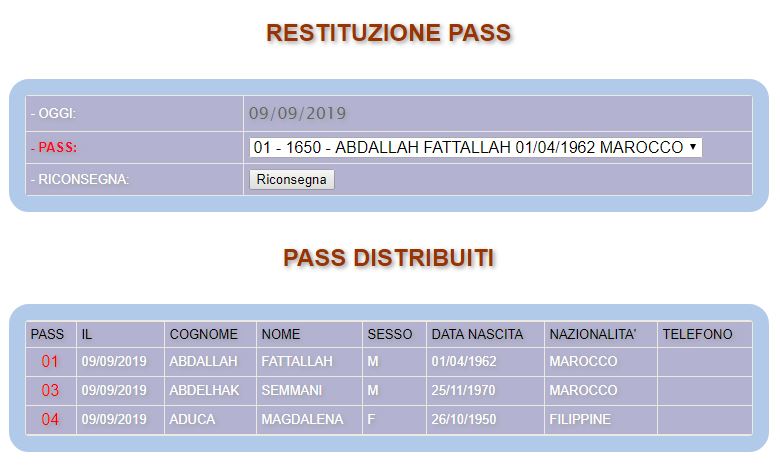 RESTITUZIONE PASS
- OGGI: 09/09/2019
- PASS: 01 - 1650 - ABDALLAH FATTALLAH 01/04/1962 MAROCCO
- RICONSEGNA: Riconsegna
PASS DISTRIBUITI
PASS IL COGNOME NOME SESSO DATA NASCITA NAZIONALITA' TELEFONO
01 09/09/2019 ABDALLAH FATTALLAH M 01/04/1962 MAROCCO
03 09/09/2019 ABDELHAK SEMMANI M 25/11/1970 MAROCCO
04 09/09/2019 ADUCA MAGDALENA F 26/10/1950 FILIPPINE